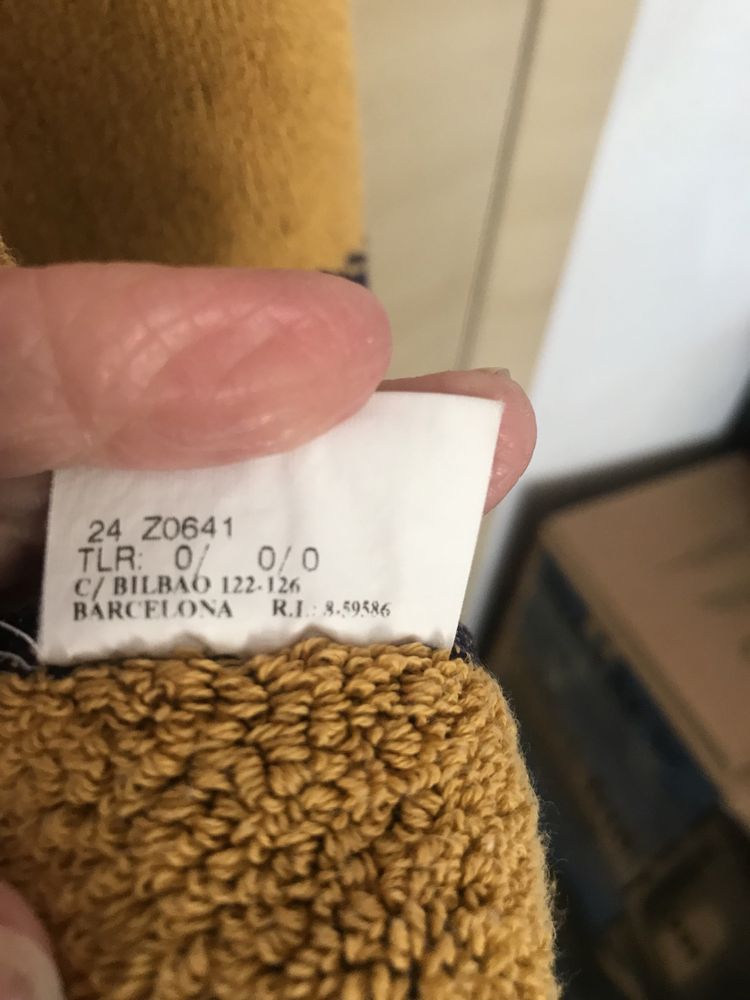 24 Z0641
TLR: 0/ 0/0
C/ BILBAO 122-126
BARCELONA R.I.: 8-59586